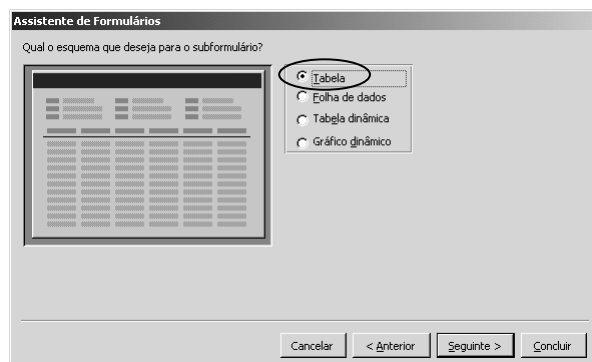 Assistente de Formulários
Qual o esquema que deseja para o subformulário?
Tabela
Folha de dados
Tabela dinâmica
Gráfico dinâmico
Cancelar
< Anterior
Seguinte >
Concluir